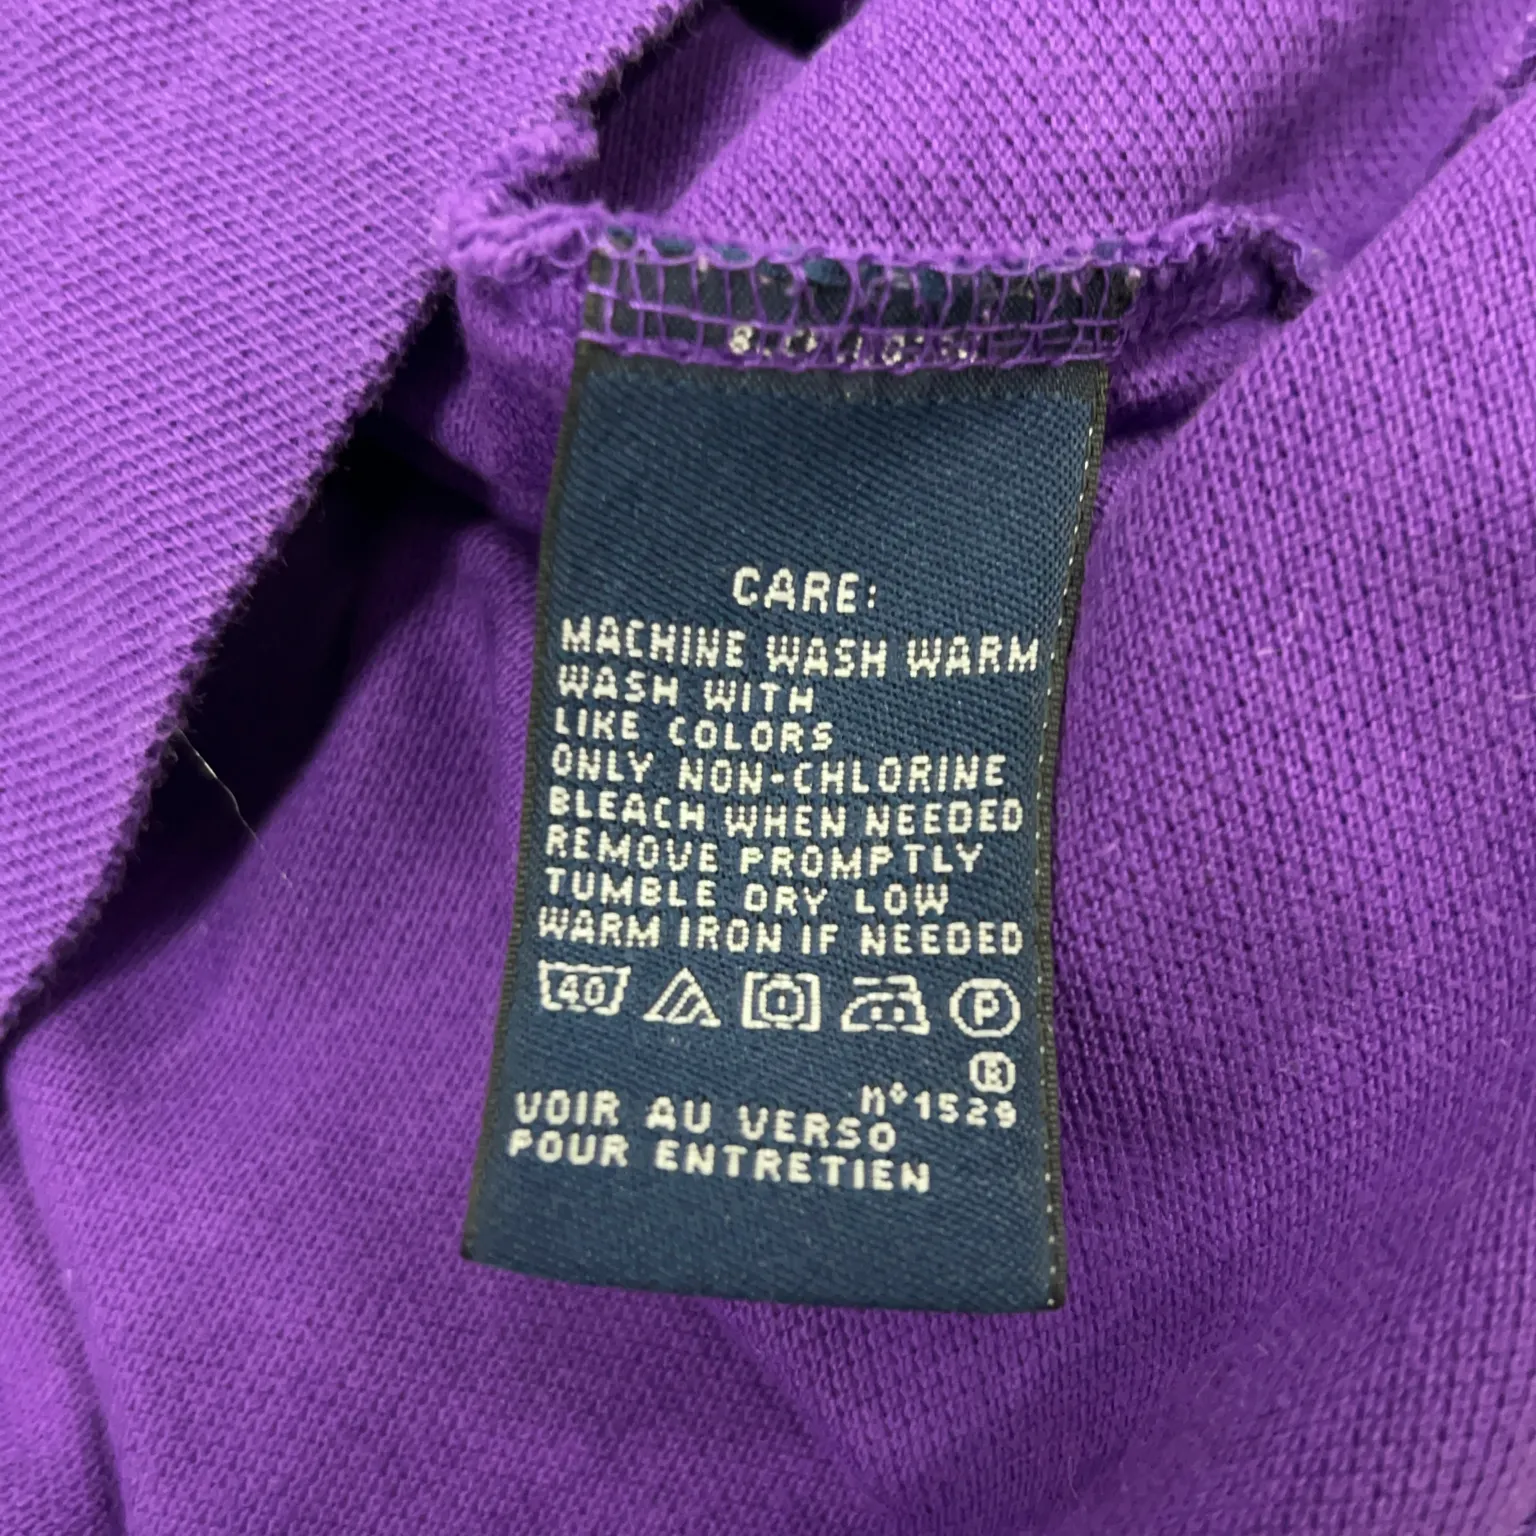 CARE:
MACHINE WASH WARM
WASH WITH
LIKE COLORS
ONLY NON-CHLORINE
BLEACH WHEN NEEDED
REMOVE PROMPTLY
TUMBLE DRY LOW
WARM IRON IF NEEDED
40 P
®
n°1529
VOIR AU VERSO
POUR ENTRETIEN